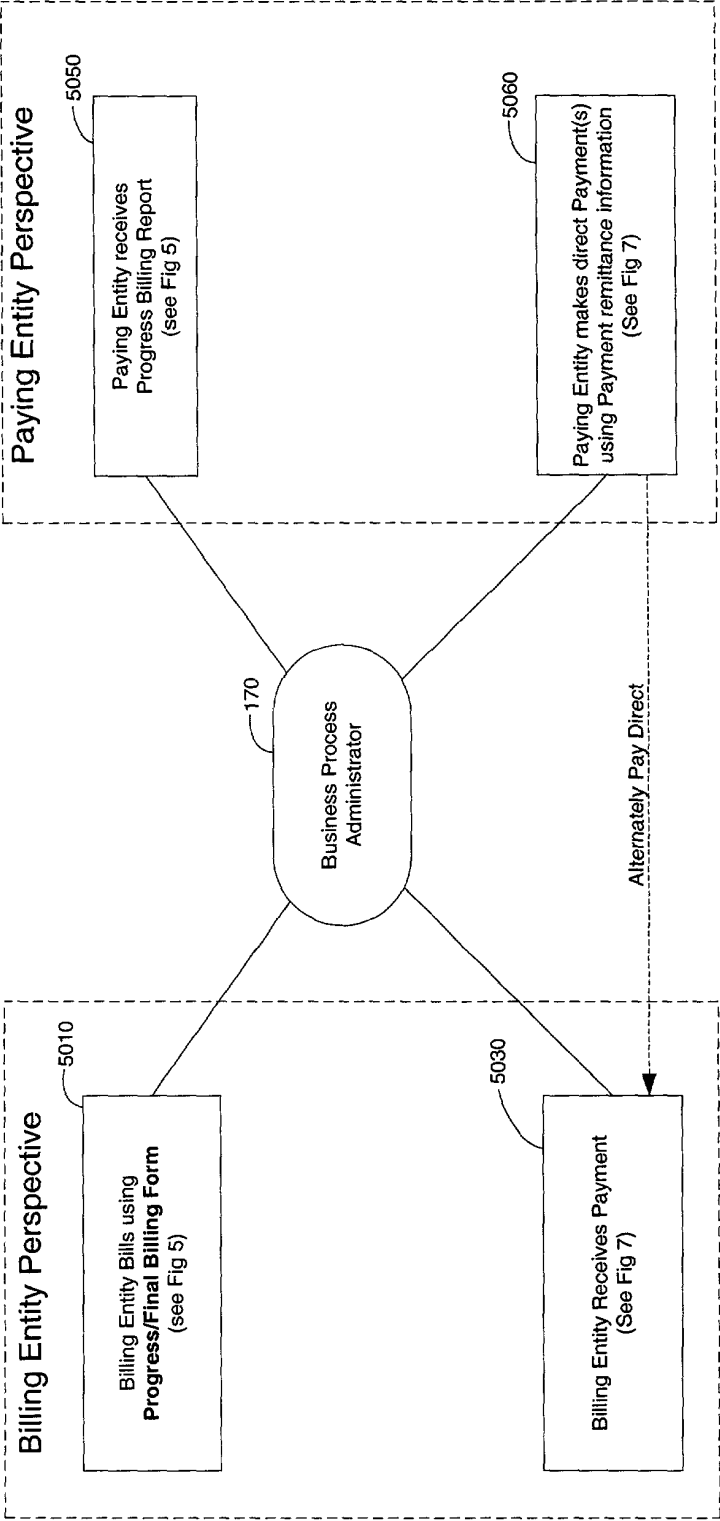 Billing Entity Perspective
5010
Billing Entity Bills using
Progress/Final Billing Form
(see Fig 5)
5030
Billing Entity Receives Payment
(See Fig 7)
170
Business Process
Administrator
Alternately Pay Direct
Paying Entity Perspective
5050
Paying Entity receives
Progress Billing Report
(see Fig 5)
5060
Paying Entity makes direct Payment(s)
using Payment remittance information
(See Fig 7)